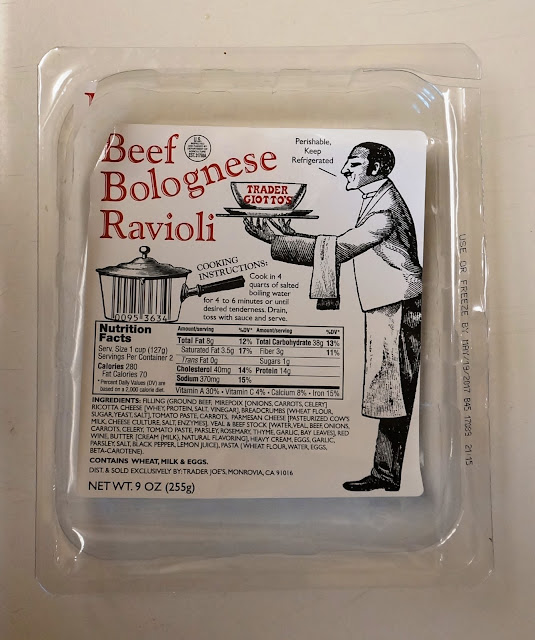 Beef
Bolognese
Ravioli
U.S.
Perishable,
Keep
Refrigerated
TRADER
GIOTTO'S
COOKING
INSTRUCTIONS:
Cook in 4
quarts of salted
boiling water
for 4 to 6 minutes or until
desired tenderness. Drain,
toss with sauce and serve.
0095 3634
Nutrition
Facts
Serv. Size 1 cup (127g)
Servings Per Container 2
Calories 280
Fat Calories 70
* Percent Daily Values (DV) are
based on a 2,000 calorie diet.
Amount/serving %DV* Amount/serving %DV*
Total Fat 8g 12% Total Carbohydrate 38g 13%
Saturated Fat 3.5g 17% Fiber 3g 11%
Trans Fat 0g Sugars 1g
Cholesterol 40mg 14% Protein 14g
Sodium 370mg 15%
Vitamin A 30% • Vitamin C 4% • Calcium 8% • Iron 15%
INGREDIENTS: FILLING (GROUND BEEF, MIREPOIX [ONIONS, CARROTS, CELERY]
RICOTTA CHEESE [WHEY, PROTEIN, SALT, VINEGAR], BREADCRUMBS [WHEAT FLOUR,
SUGAR, YEAST, SALT], TOMATO PASTE, CARROTS, PARMESAN CHEESE [PASTEURIZED COW'S
MILK, CHEESE CULTURE, SALT, ENZYMES], VEAL & BEEF STOCK [WATER, VEAL, BEEF, ONIONS,
CARROTS, CELERY, TOMATO PASTE, PARSLEY, ROSEMARY, THYME, GARLIC, BAY LEAVES], RED
WINE, BUTTER [CREAM (MILK), NATURAL FLAVORING], HEAVY CREAM, EGGS, GARLIC,
PARSLEY, SALT, BLACK PEPPER, LEMON JUICE), PASTA (WHEAT FLOUR, WATER, EGGS,
BETA-CAROTENE).
CONTAINS WHEAT, MILK & EGGS.
DIST. & SOLD EXCLUSIVELY BY: TRADER JOE'S, MONROVIA, CA 91016
NET WT. 9 OZ (255g)
USE OR FREEZE BY: MAY/19/2017 B45 17089 21:15